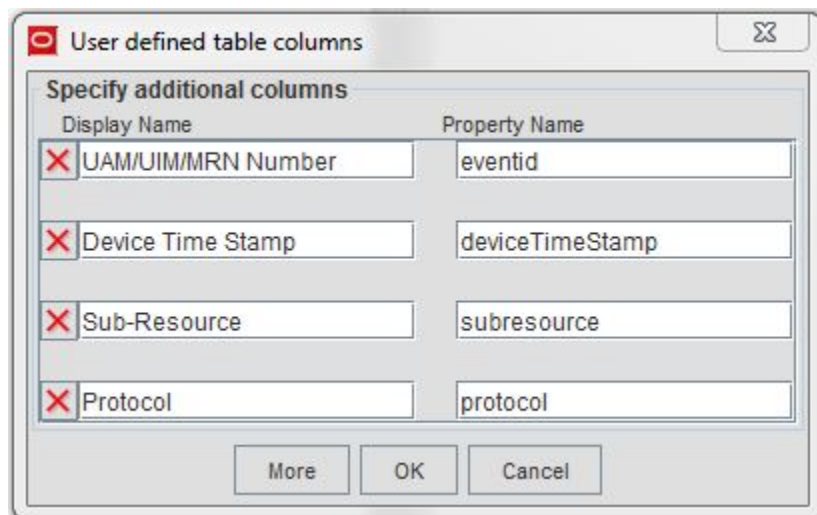 User defined table columns
Specify additional columns
Display Name Property Name
UAM/UIM/MRN Number eventid
Device Time Stamp deviceTimeStamp
Sub-Resource subresource
Protocol protocol
More OK Cancel